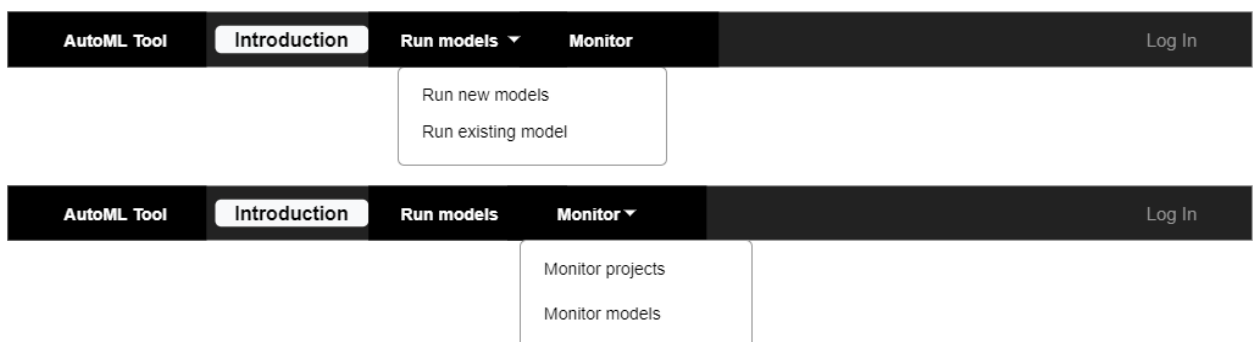 AutoML Tool Introduction Run models Monitor Log In
Run new models
Run existing model
AutoML Tool Introduction Run models Monitor Log In
Monitor projects
Monitor models